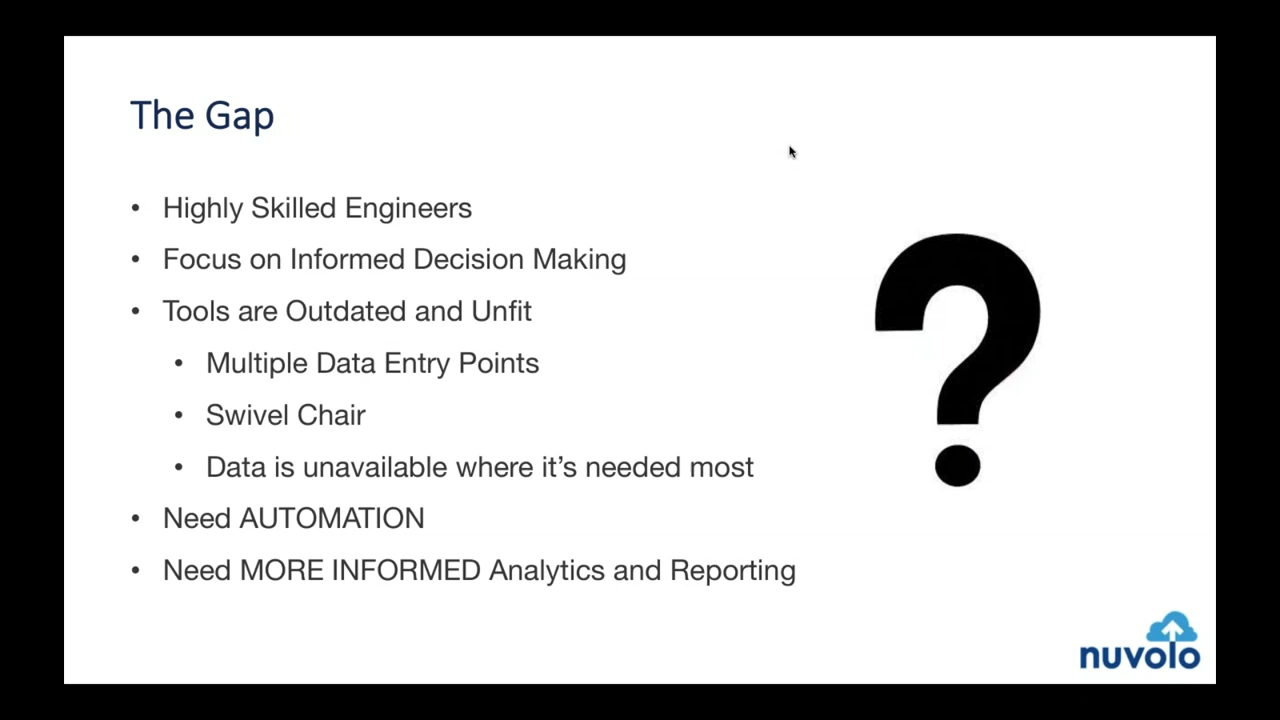 The Gap
• Highly Skilled Engineers
• Focus on Informed Decision Making
• Tools are Outdated and Unfit
• Multiple Data Entry Points
• Swivel Chair
• Data is unavailable where it’s needed most
• Need AUTOMATION
• Need MORE INFORMED Analytics and Reporting
?
nuvolo